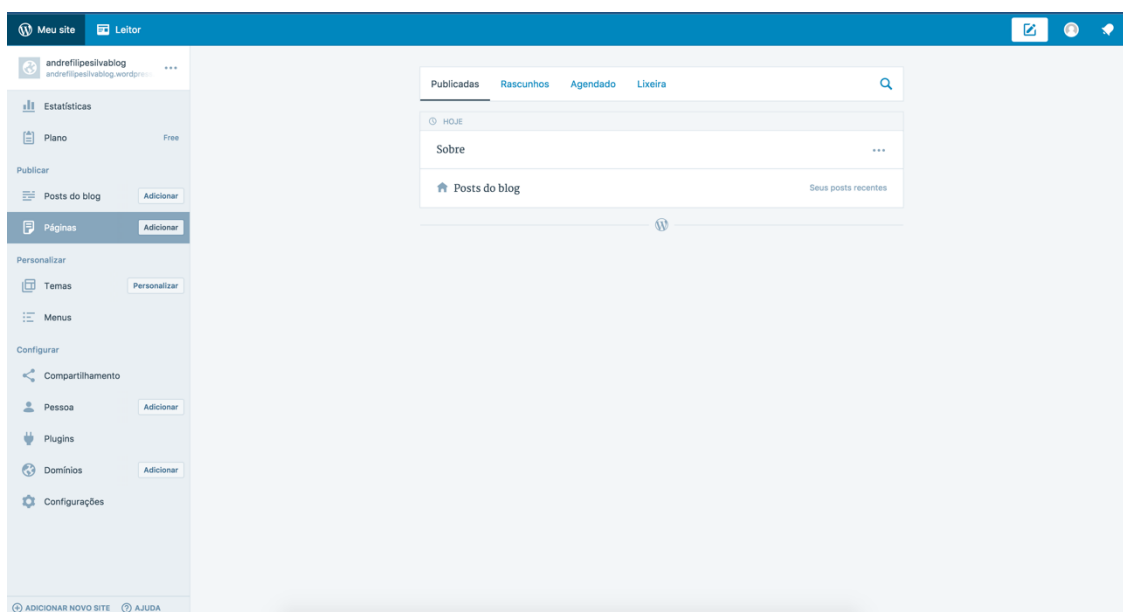 Meu site
Leitor
andrefilipesilvablog
andrefilipesilvablog.wordpres
Estatísticas
Plano Free
Publicar
Posts do blog Adicionar
Páginas Adicionar
Personalizar
Temas Personalizar
Menus
Configurar
Compartilhamento
Pessoa Adicionar
Plugins
Domínios Adicionar
Configurações
ADICIONAR NOVO SITE AJUDA
Publicadas Rascunhos Agendado Lixeira
HOJE
Sobre
Posts do blog Seus posts recentes